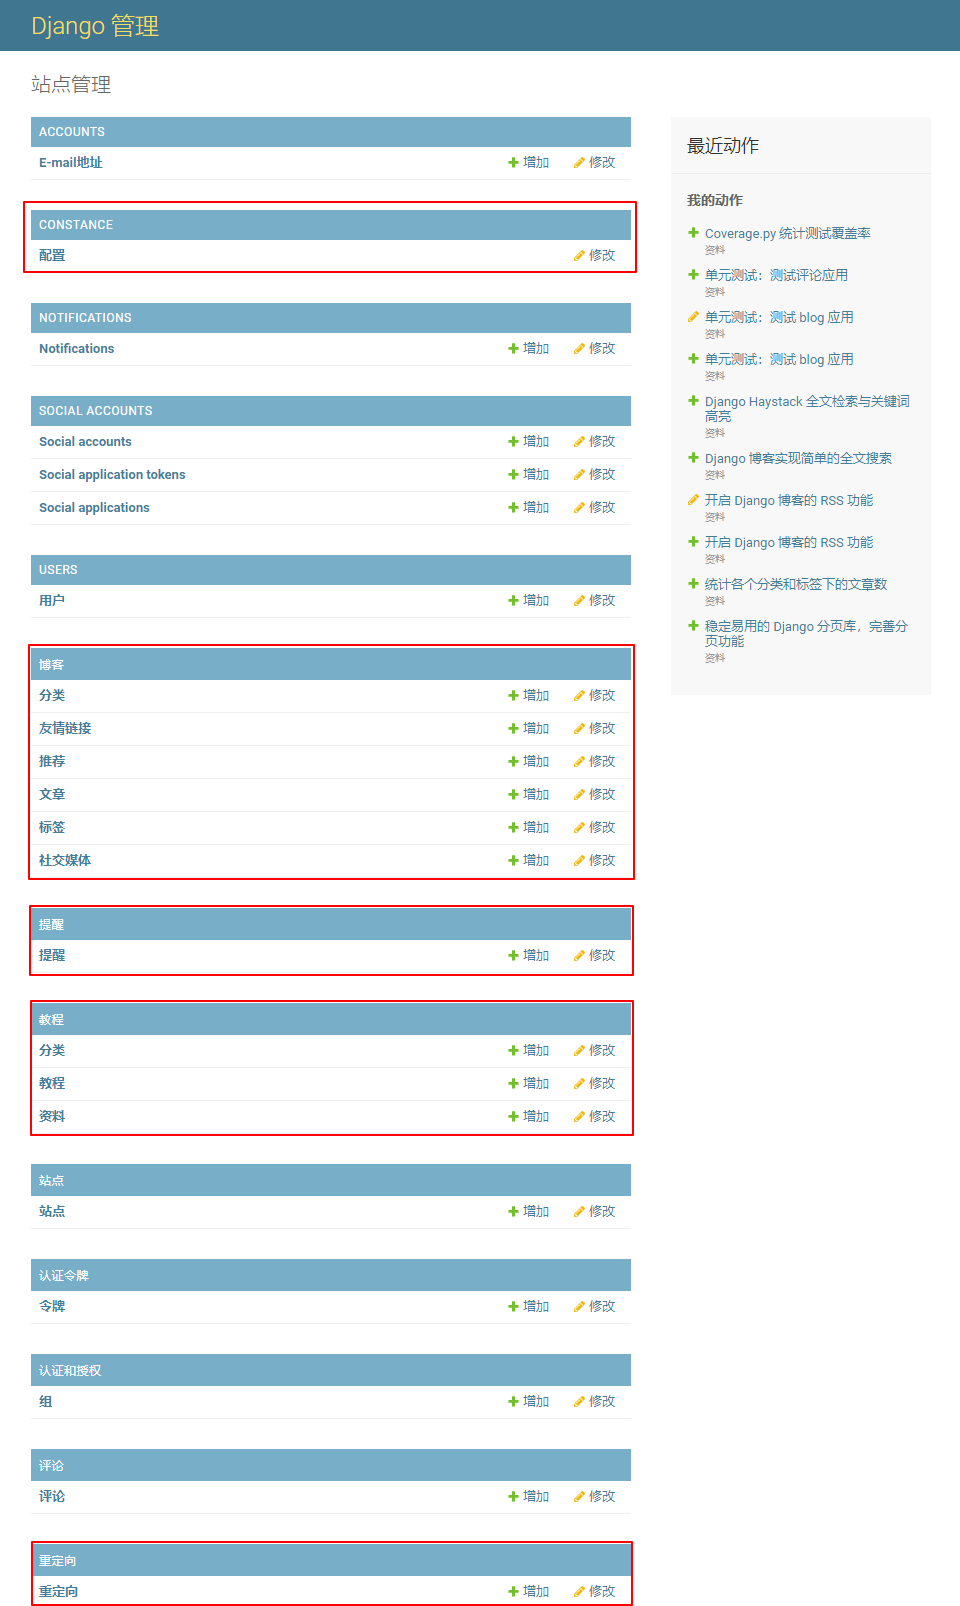 Django 管理
站点管理
ACCOUNTS
E-mail地址 增加 修改
CONSTANCE
配置 修改
NOTIFICATIONS
Notifications 增加 修改
SOCIAL ACCOUNTS
Social accounts 增加 修改
Social application tokens 增加 修改
Social applications 增加 修改
USERS
用户 增加 修改
博客
分类 增加 修改
友情链接 增加 修改
推荐 增加 修改
文章 增加 修改
标签 增加 修改
社交媒体 增加 修改
提醒
提醒 增加 修改
教程
分类 增加 修改
教程 增加 修改
资料 增加 修改
站点
站点 增加 修改
认证令牌
令牌 增加 修改
认证和授权
组 增加 修改
评论
评论 增加 修改
重定向
重定向 增加 修改
最近动作
我的动作
Coverage.py 统计测试覆盖率
资料
单元测试：测试评论应用
资料
单元测试：测试 blog 应用
资料
单元测试：测试 blog 应用
资料
Django Haystack 全文检索与关键词
高亮
资料
Django 博客实现简单的全文搜索
资料
开启 Django 博客的 RSS 功能
资料
开启 Django 博客的 RSS 功能
资料
统计各个分类和标签下的文章数
资料
稳定易用的 Django 分页库，完善分
页功能
资料